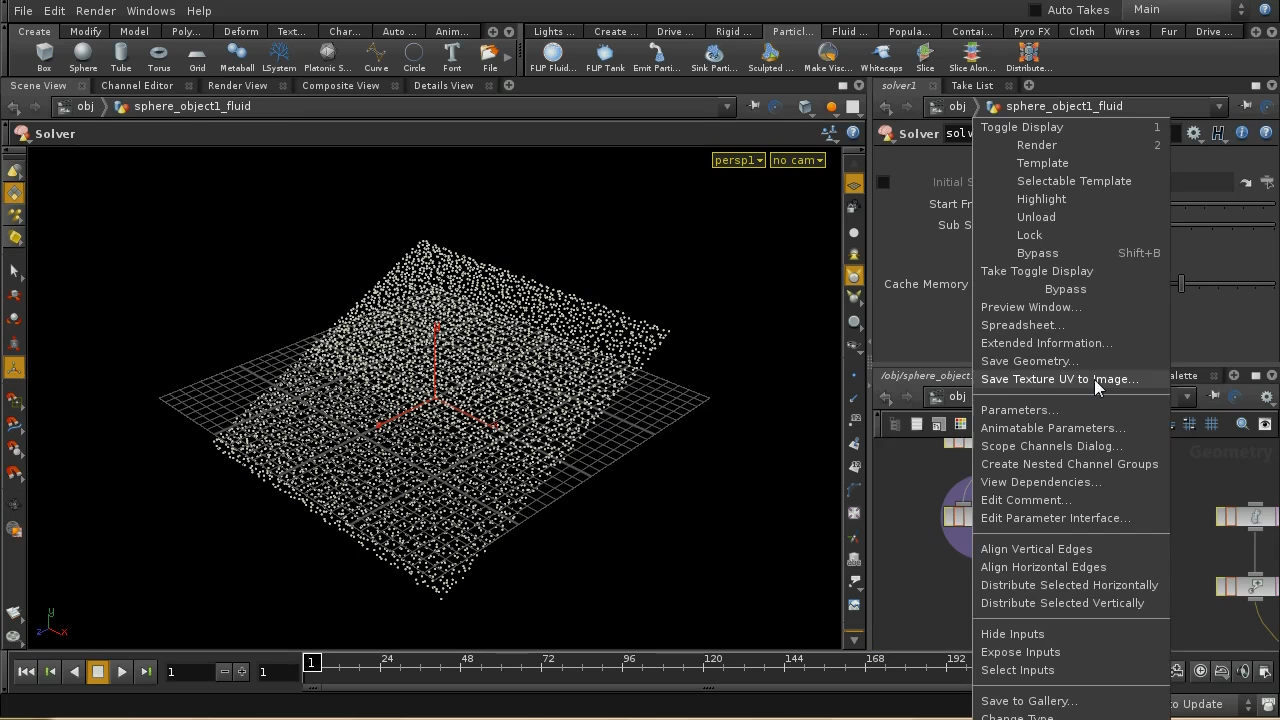 File Edit Render Windows Help
Auto Takes
Main
Create Modify Model Poly... Deform Text... Char... Auto ... Anim...
Lights ... Create ... Drive ... Rigid ... Particl... Fluid ... Popula... Contai... Pyro FX Cloth Wires Fur Drive ...
Box Sphere Tube Torus Grid Metaball LSystem Platonic... Curve Circle Font File
FLIP Fluid... FLIP Tank Emit Parti... Sink Parti... Sculpted ... Make Visc... Whitecaps Slice Slice Alon... Distribute...
Scene View Channel Editor Render View Composite View Details View
solver1 Take List
obj sphere_object1_fluid
obj sphere_object1_fluid
Solver
Solver
persp1 no cam
Start Fr
Sub S
Cache Memory
Toggle Display 1
Render 2
Template
Selectable Template
Highlight
Unload
Lock
Bypass Shift+B
Take Toggle Display
Bypass
Preview Window...
Spreadsheet...
Extended Information...
Save Geometry...
Save Texture UV to Image...
Parameters...
Animatable Parameters...
Scope Channels Dialog...
Create Nested Channel Groups
View Dependencies...
Edit Comment...
Edit Parameter Interface...
Align Vertical Edges
Align Horizontal Edges
Distribute Selected Horizontally
Distribute Selected Vertically
Hide Inputs
Expose Inputs
Select Inputs
Save to Gallery...
Change Type
/obj/sphere_object
obj
Geometry
y
z x
1 1 1 24 48 72 96 120 144 168 192
to Update